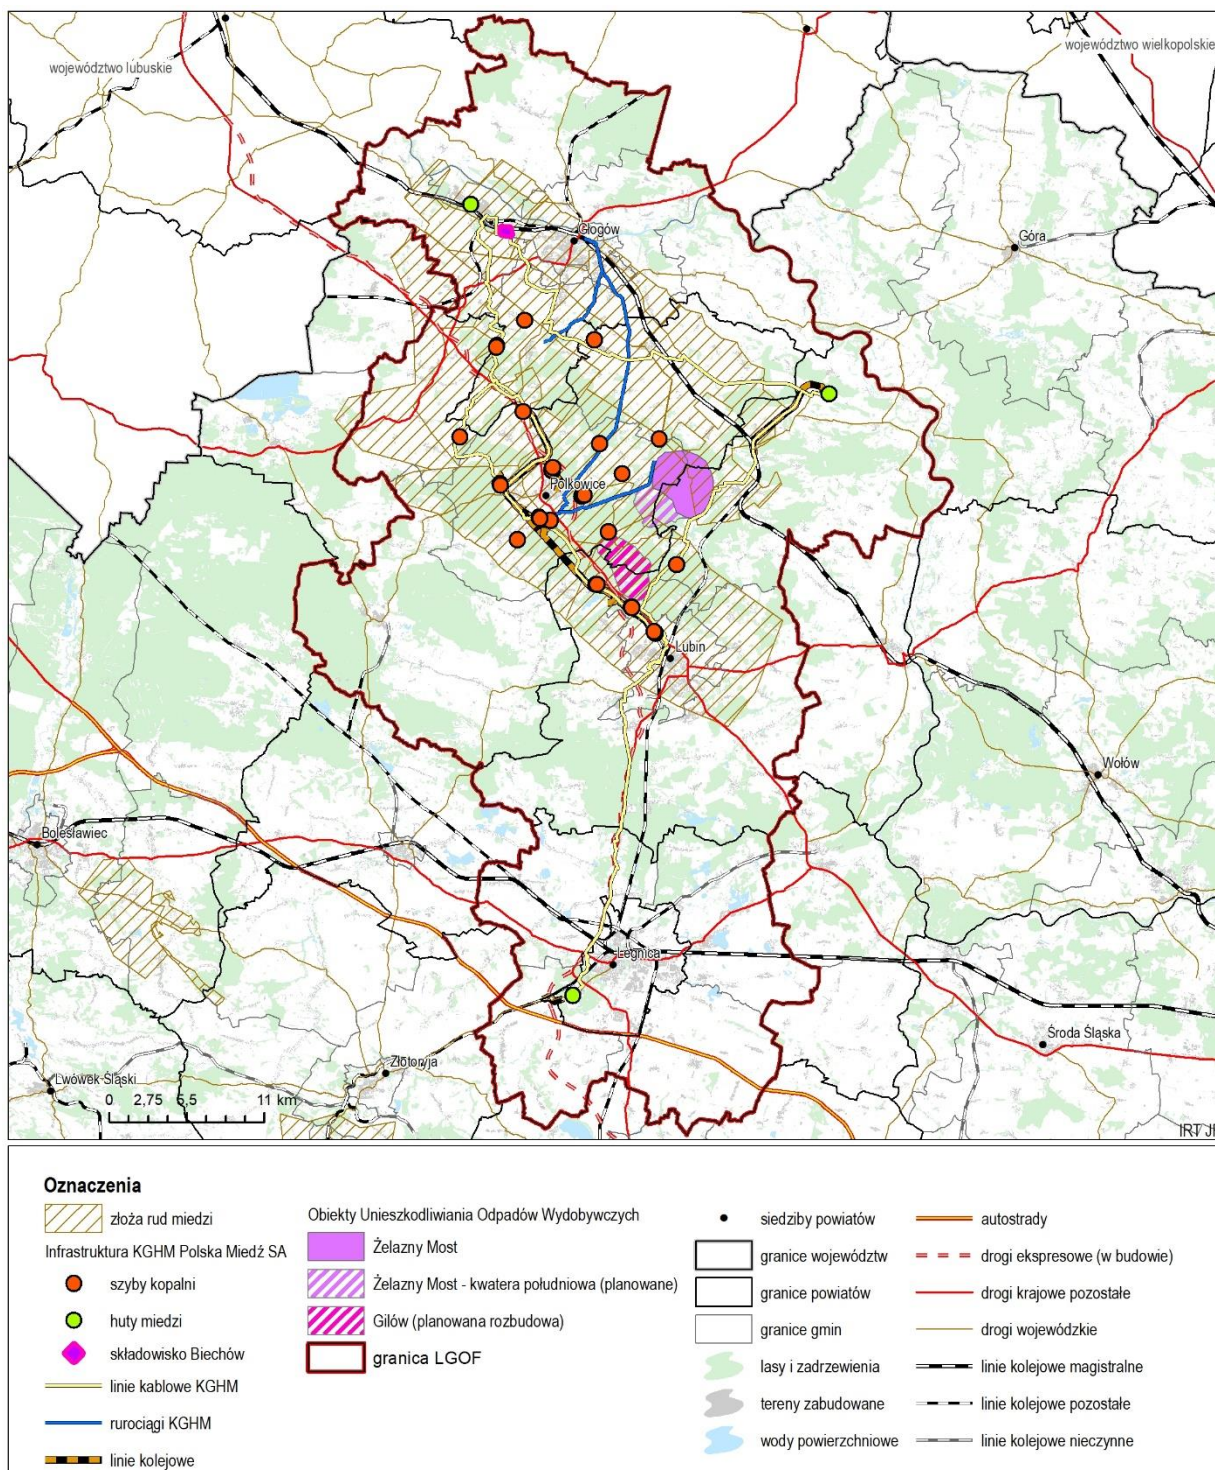 województwo lubuskie
województwo wielkopolskie
Głogów
Góra
Polkowice
Lubin
Wołów
Bolesławiec
Legnica
Środa Śląska
Złotoryja
Lwówek Śląski
0 2,75 5,5 11 km
IRT JP
Oznaczenia
złoża rud miedzi
Infrastruktura KGHM Polska Miedź SA
szyby kopalni
huty miedzi
składowisko Biechów
linie kablowe KGHM
rurociągi KGHM
linie kolejowe
Obiekty Unieszkodliwiania Odpadów Wydobywczych
Żelazny Most
Żelazny Most - kwatera południowa (planowane)
Gilów (planowana rozbudowa)
granica LGOF
siedziby powiatów
granice województw
granice powiatów
granice gmin
lasy i zadrzewienia
tereny zabudowane
wody powierzchniowe
autostrady
drogi ekspresowe (w budowie)
drogi krajowe pozostałe
drogi wojewódzkie
linie kolejowe magistralne
linie kolejowe pozostałe
linie kolejowe nieczynne